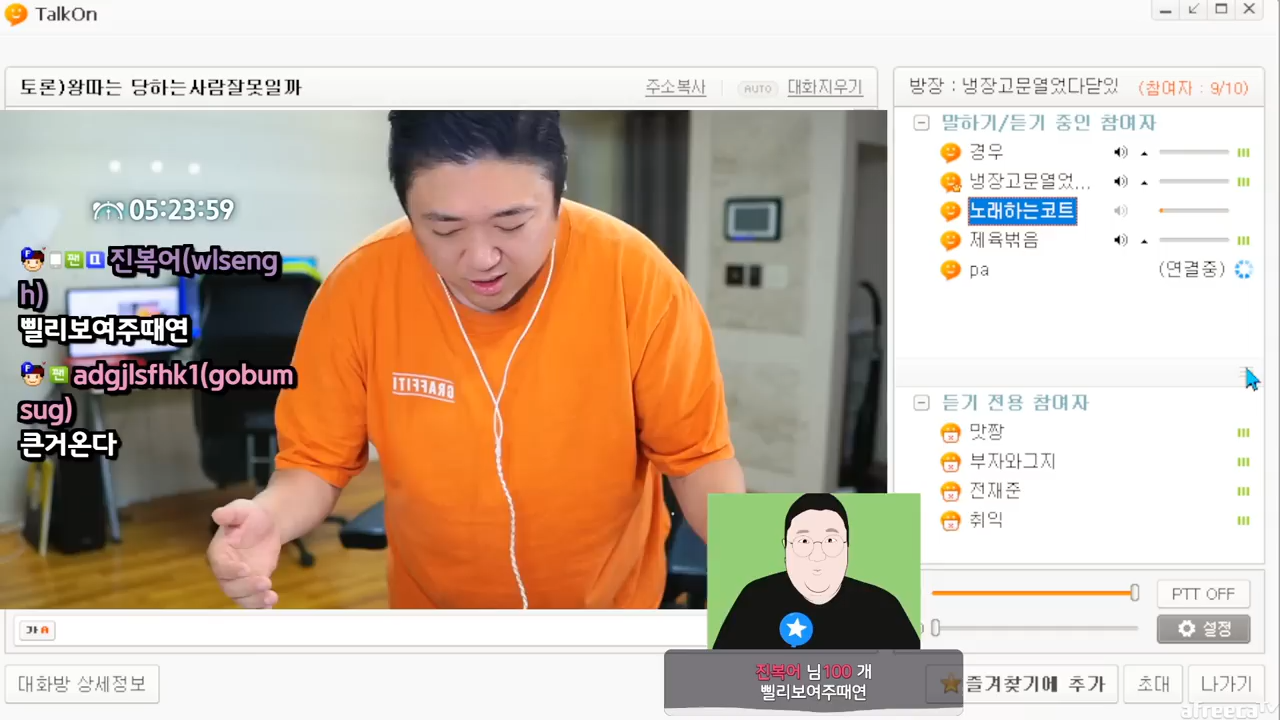 TalkOn
토론)왕따는 당하는사람잘못일까
주소복사
AUTO
대화지우기
방장 : 냉장고문열었다닫있
(참여자 : 9/10)
말하기/듣기 중인 참여자
경우
냉장고문열었...
노래하는코트
제육볶음
pa
(연결중)
듣기 전용 참여자
맛짱
부자와그지
전재준
취익
05:23:59
팬 진복어(wlseng
h)
삘리보여주때연
팬 adgjlsfhk1(gobum
sug)
큰거온다
GRAFFITI
가 A
PTT OFF
설정
대화방 상세정보
진복어 님100 개
삘리보여주때연
즐겨찾기에 추가
초대
나가기
afreecaTV